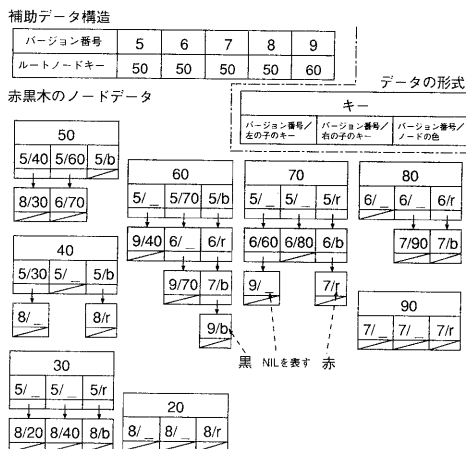 補助データ構造
バージョン番号 5 6 7 8 9
ルートノードキー 50 50 50 50 60
データの形式
キー
バージョン番号/左の子のキー バージョン番号/右の子のキー バージョン番号/ノードの色
赤黒木のノードデータ
50
5/40 5/60 5/b
8/30 6/70
60
5/_ 5/70 5/b
9/40 6/_ 6/r
9/70 7/b
9/b
70
5/_ 5/_ 5/r
6/60 6/80 6/b
9/_ 7/r
80
6/_ 6/_ 6/r
7/90 7/b
40
5/30 5/_ 5/b
8/_ 8/r
90
7/_ 7/_ 7/r
黒 NILを表す 赤
30
5/_ 5/_ 5/r
8/20 8/40 8/b
20
8/_ 8/_ 8/r